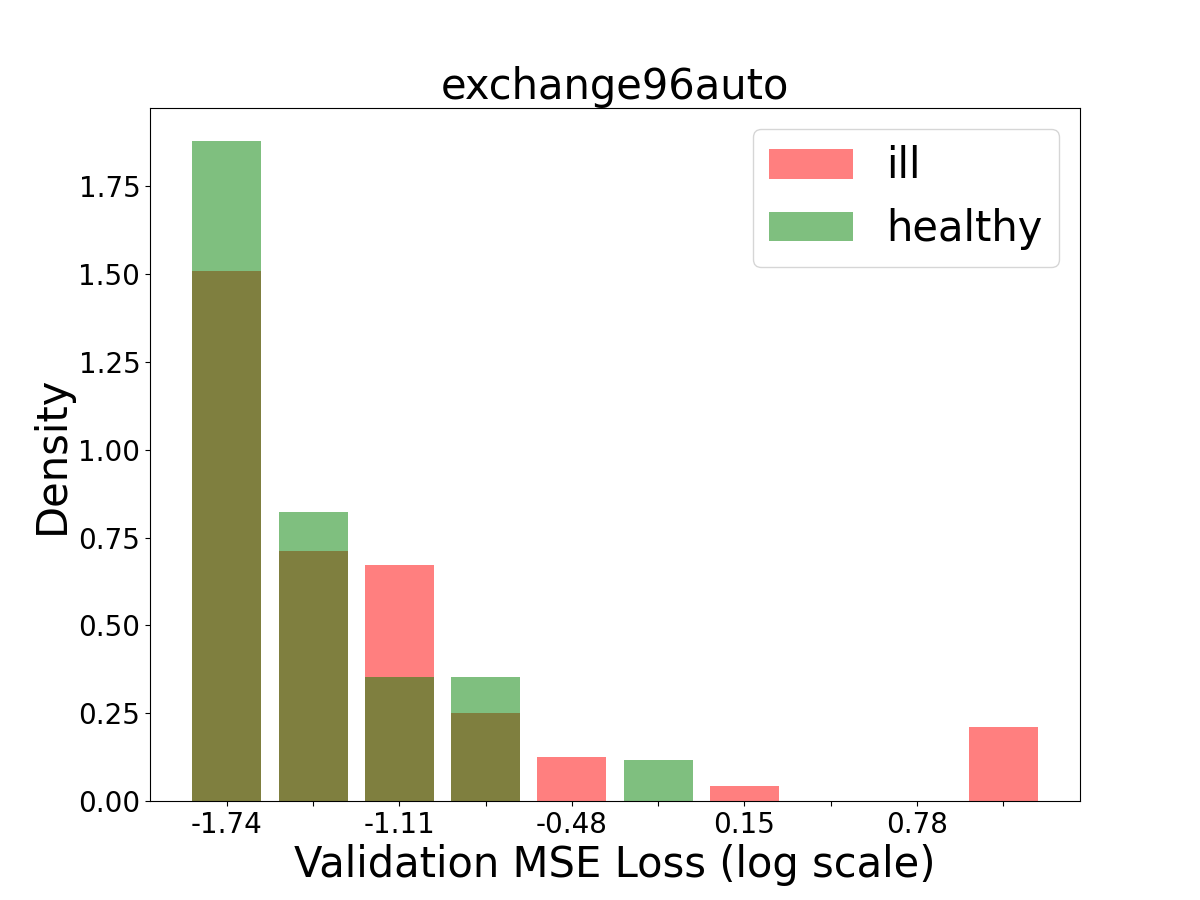 exchange96auto
ill
healthy
Density
1.75
1.50
1.25
1.00
0.75
0.50
0.25
0.00
-1.74 -1.11 -0.48 0.15 0.78
Validation MSE Loss (log scale)